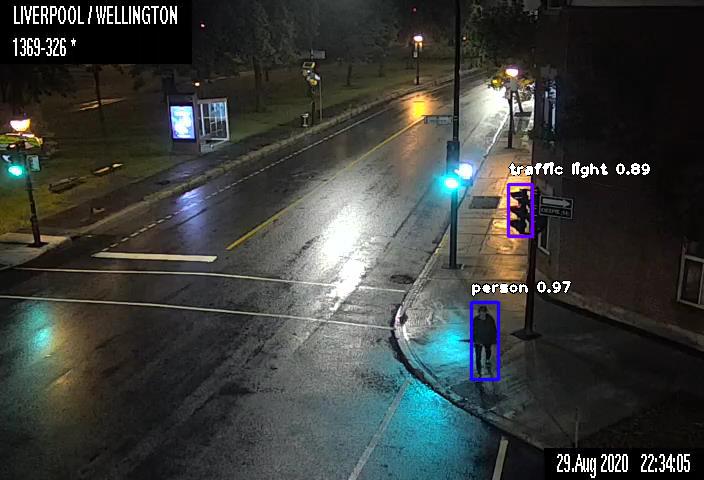 LIVERPOOL / WELLINGTON
1369-326 *
traffic light 0.89
person 0.97
29.Aug 2020 22:34:05